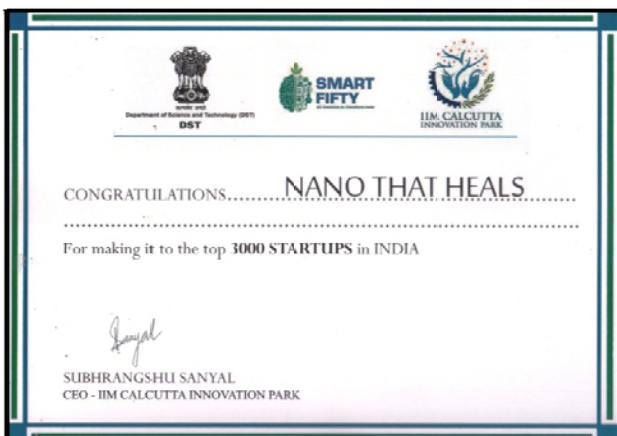 Department of Science and Technology (DST)
DST
SMART
FIFTY
IIM CALCUTTA
INNOVATION PARK
CONGRATULATIONS.....NANO THAT HEALS.....
For making it to the top 3000 STARTUPS in INDIA
Sanyal
SUBHRANGSHU SANYAL
CEO - IIM CALCUTTA INNOVATION PARK